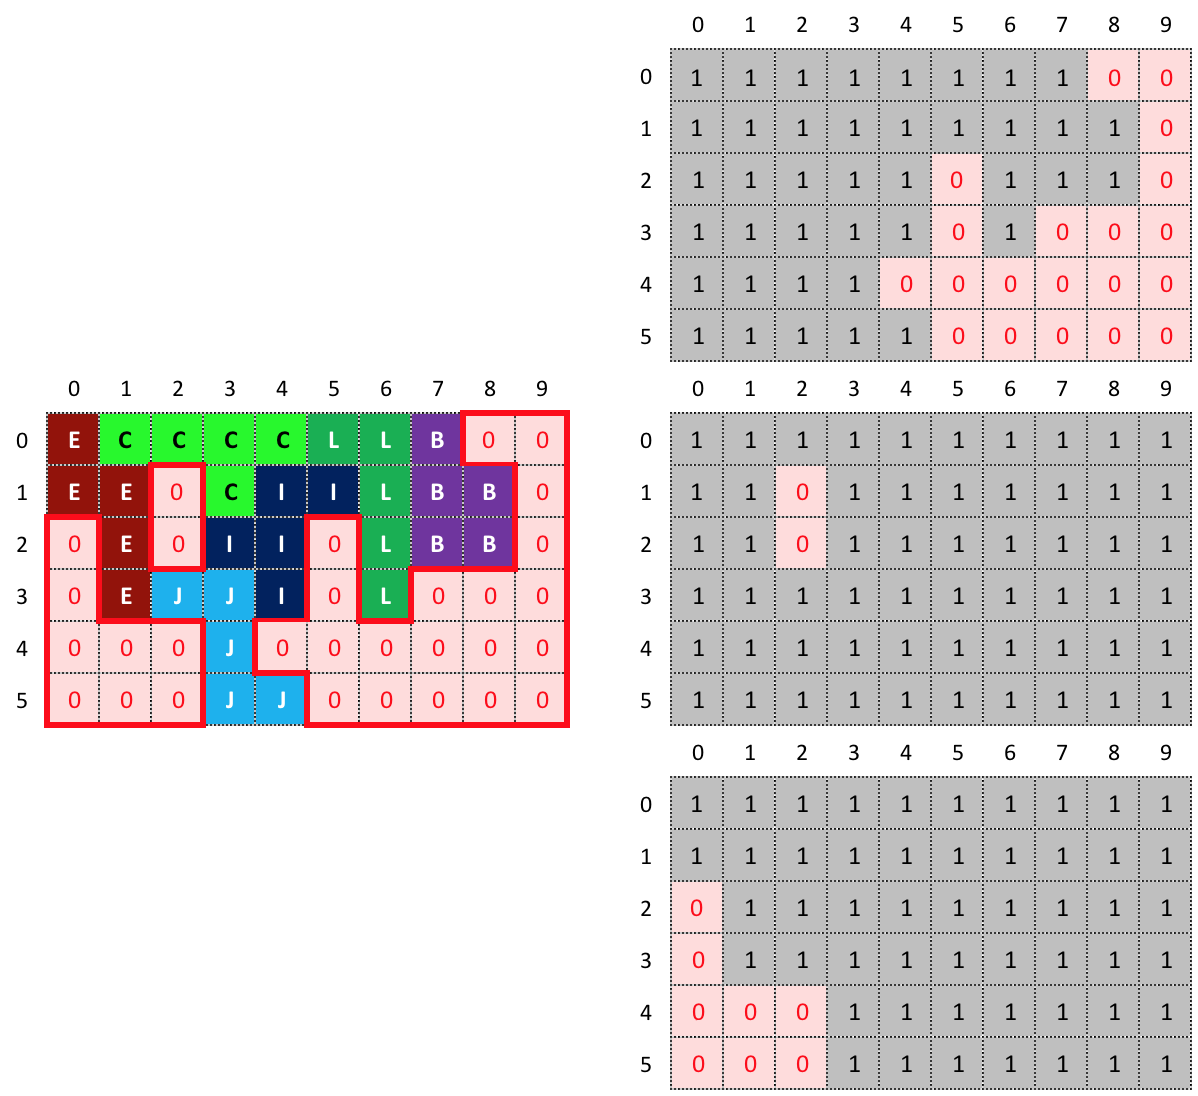 0 1 2 3 4 5 6 7 8 9
0 1 1 1 1 1 1 1 1 0 0
1 1 1 1 1 1 1 1 1 1 0
2 1 1 1 1 1 0 1 1 1 0
3 1 1 1 1 1 0 1 0 0 0
4 1 1 1 1 0 0 0 0 0 0
5 1 1 1 1 1 0 0 0 0 0
0 1 2 3 4 5 6 7 8 9
0 E C C C C L L B 0 0
1 E E 0 C I I L B B 0
2 0 E 0 I I 0 L B B 0
3 0 E J J I 0 L 0 0 0
4 0 0 0 J 0 0 0 0 0 0
5 0 0 0 J J 0 0 0 0 0
0 1 2 3 4 5 6 7 8 9
0 1 1 1 1 1 1 1 1 1 1
1 1 1 0 1 1 1 1 1 1 1
2 1 1 0 1 1 1 1 1 1 1
3 1 1 1 1 1 1 1 1 1 1
4 1 1 1 1 1 1 1 1 1 1
5 1 1 1 1 1 1 1 1 1 1
0 1 2 3 4 5 6 7 8 9
0 1 1 1 1 1 1 1 1 1 1
1 1 1 1 1 1 1 1 1 1 1
2 0 1 1 1 1 1 1 1 1 1
3 0 1 1 1 1 1 1 1 1 1
4 0 0 0 1 1 1 1 1 1 1
5 0 0 0 1 1 1 1 1 1 1